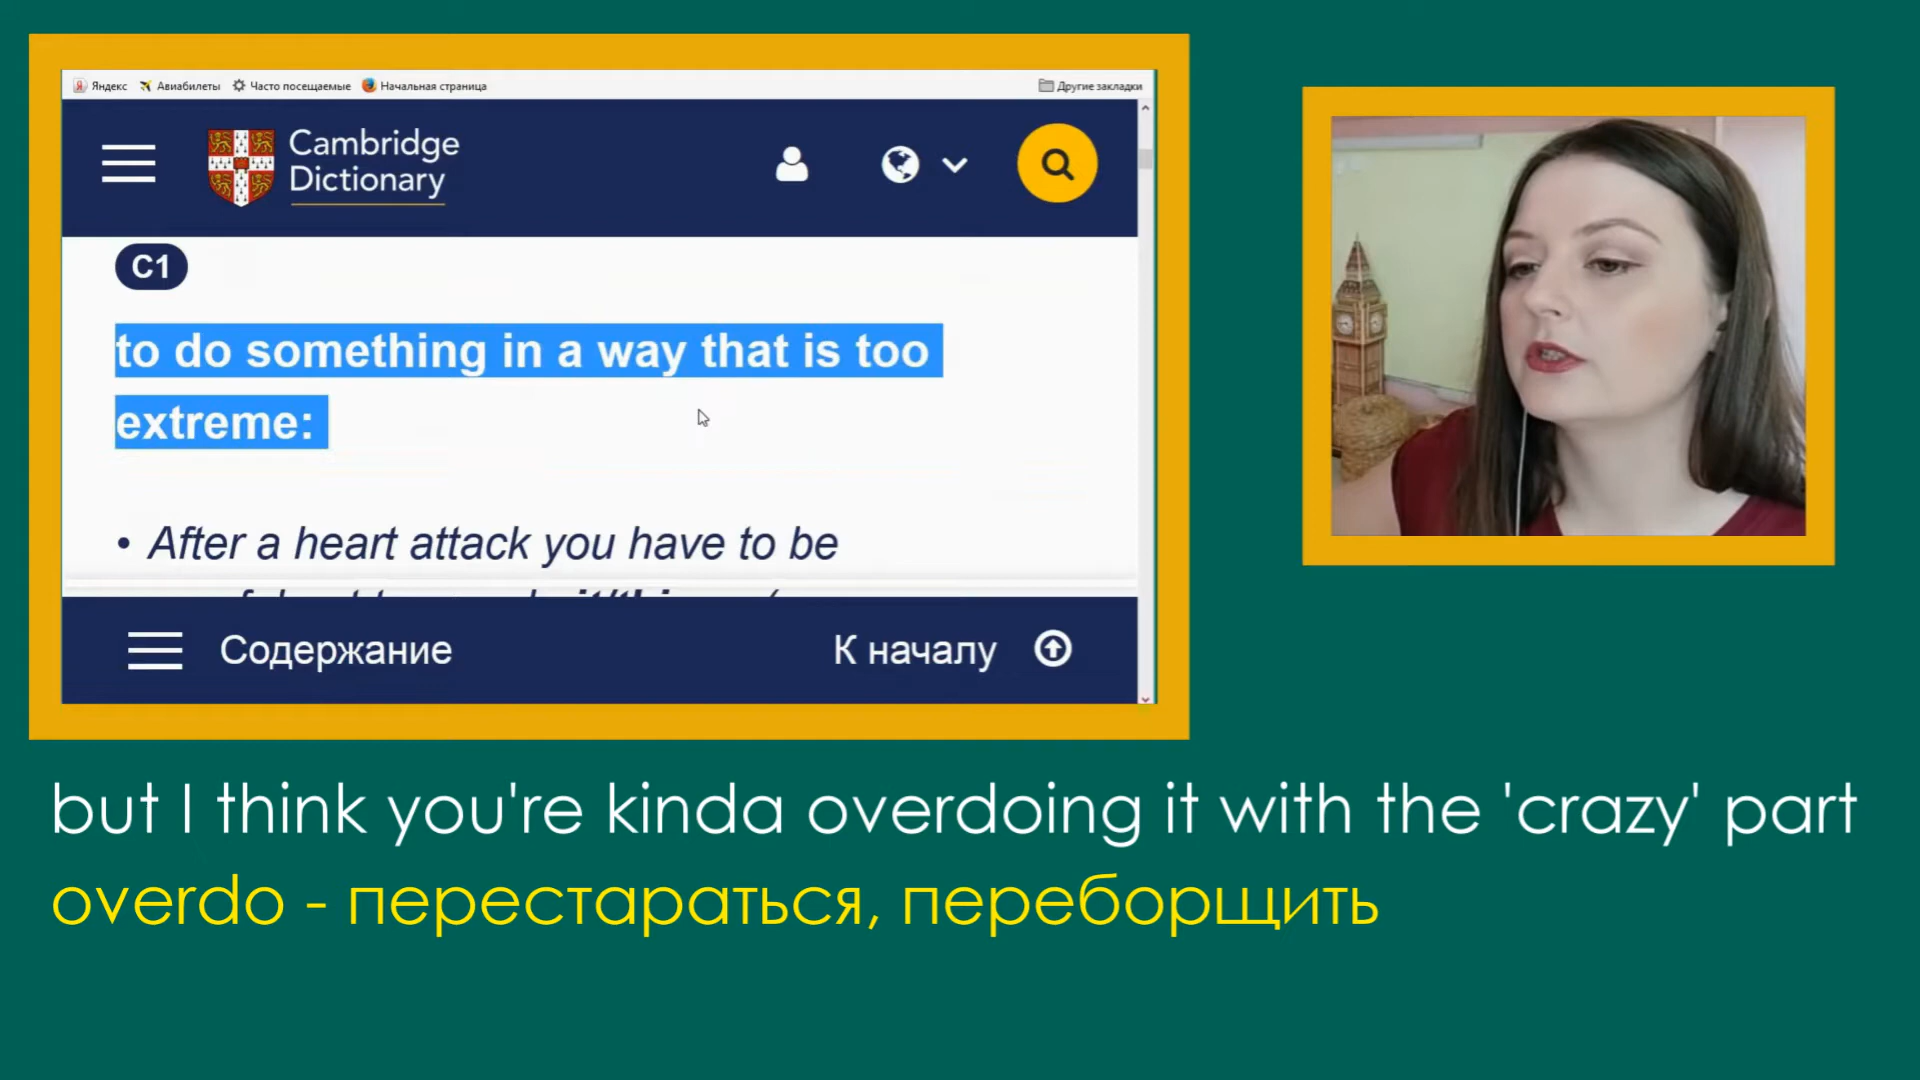 Яндекс Авиабилеты Часто посещаемые Начальная страница Другие закладки
Cambridge
Dictionary
C1
to do something in a way that is too
extreme:
• After a heart attack you have to be
Содержание К началу
but I think you're kinda overdoing it with the 'crazy' part
overdo - перестараться, переборщить